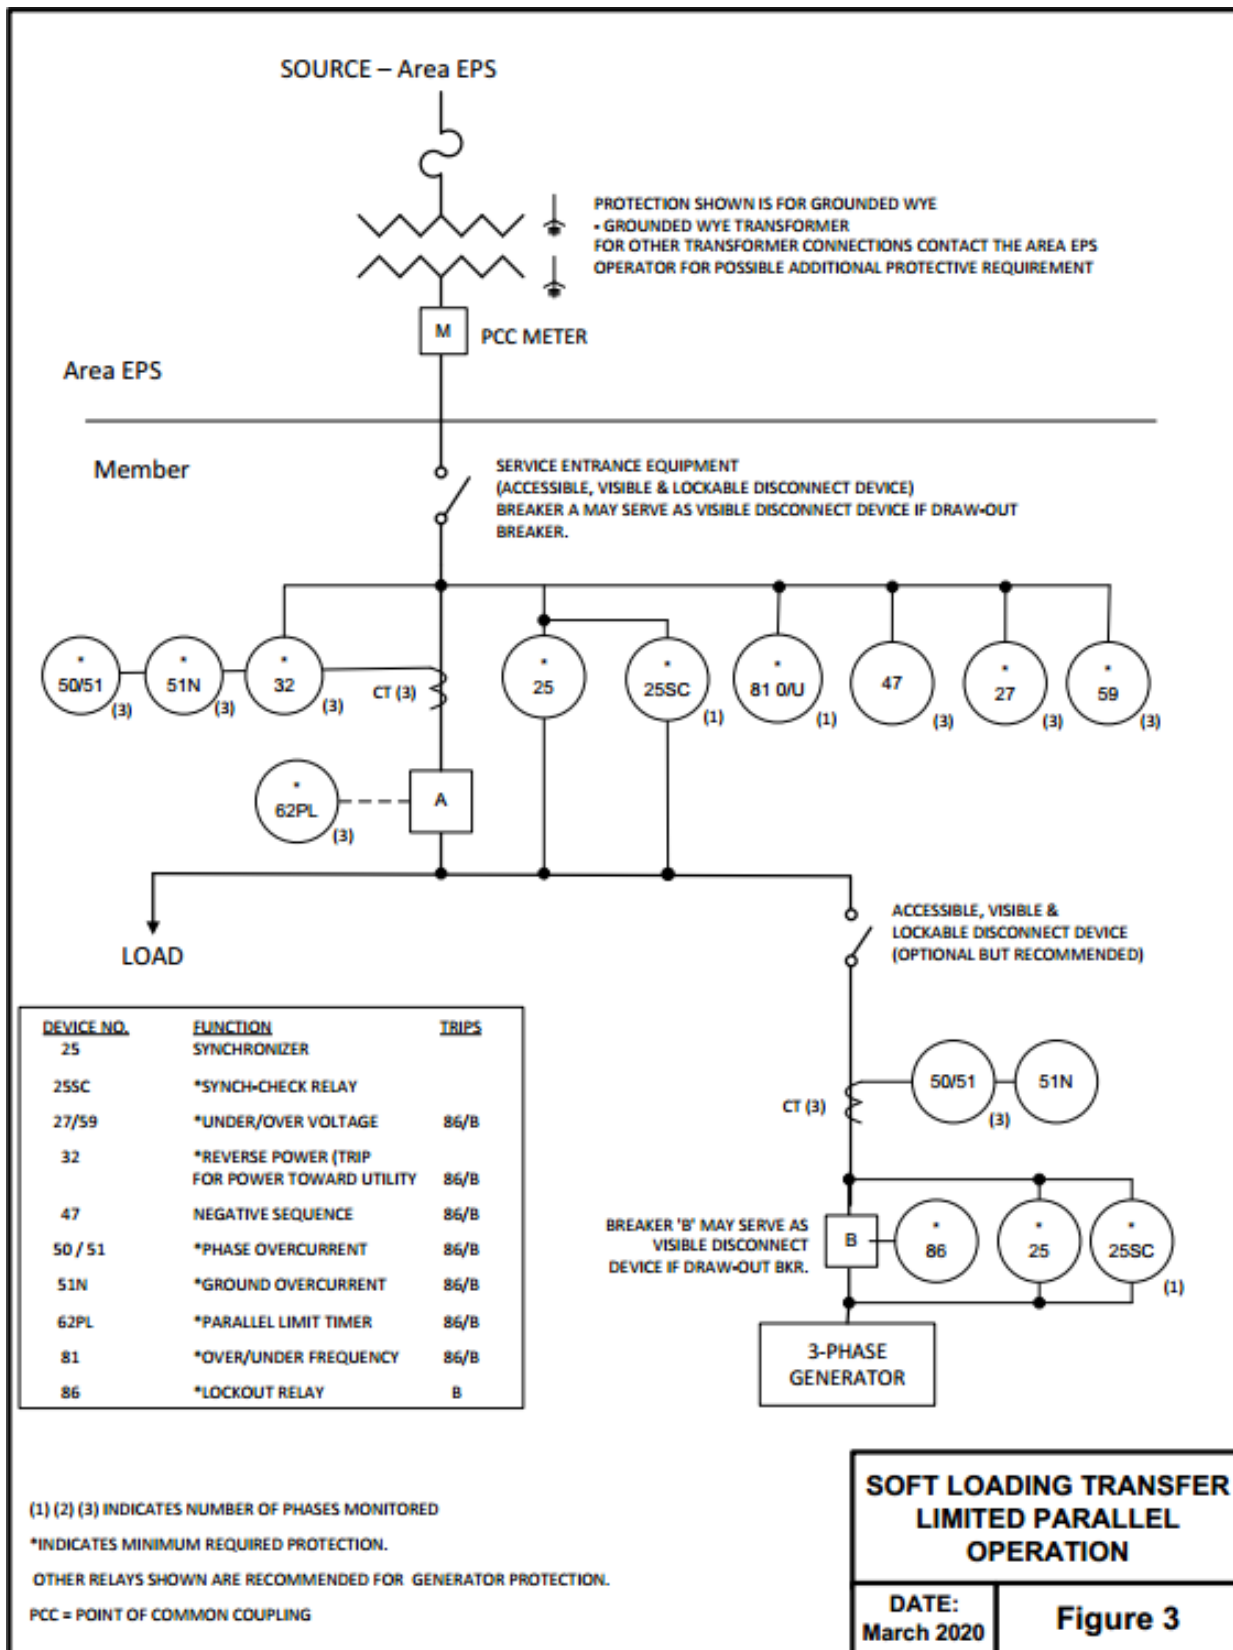 SOURCE – Area EPS
PROTECTION SHOWN IS FOR GROUNDED WYE
- GROUNDED WYE TRANSFORMER
FOR OTHER TRANSFORMER CONNECTIONS CONTACT THE AREA EPS
OPERATOR FOR POSSIBLE ADDITIONAL PROTECTIVE REQUIREMENT
M
PCC METER
Area EPS
Member
SERVICE ENTRANCE EQUIPMENT
(ACCESSIBLE, VISIBLE & LOCKABLE DISCONNECT DEVICE)
BREAKER A MAY SERVE AS VISIBLE DISCONNECT DEVICE IF DRAW-OUT
BREAKER.
* 50/51 (3)
* 51N (3)
* 32 (3)
CT (3)
* 25
* 25SC (1)
* 81 0/U (1)
47 (3)
* 27 (3)
* 59 (3)
* 62PL (3)
A
LOAD
ACCESSIBLE, VISIBLE &
LOCKABLE DISCONNECT DEVICE
(OPTIONAL BUT RECOMMENDED)
CT (3)
50/51 (3)
51N
BREAKER 'B' MAY SERVE AS
VISIBLE DISCONNECT
DEVICE IF DRAW-OUT BKR.
B
* 86
* 25
* 25SC (1)
3-PHASE
GENERATOR
DEVICE NO. FUNCTION TRIPS
25 SYNCHRONIZER
25SC *SYNCH-CHECK RELAY
27/59 *UNDER/OVER VOLTAGE 86/B
32 *REVERSE POWER (TRIP
FOR POWER TOWARD UTILITY 86/B
47 NEGATIVE SEQUENCE 86/B
50 / 51 *PHASE OVERCURRENT 86/B
51N *GROUND OVERCURRENT 86/B
62PL *PARALLEL LIMIT TIMER 86/B
81 *OVER/UNDER FREQUENCY 86/B
86 *LOCKOUT RELAY B
(1) (2) (3) INDICATES NUMBER OF PHASES MONITORED
*INDICATES MINIMUM REQUIRED PROTECTION.
OTHER RELAYS SHOWN ARE RECOMMENDED FOR GENERATOR PROTECTION.
PCC = POINT OF COMMON COUPLING
SOFT LOADING TRANSFER
LIMITED PARALLEL
OPERATION
DATE:
March 2020
Figure 3